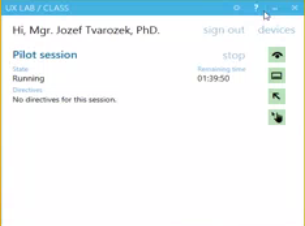 UX LAB / CLASS
?
Hi, Mgr. Jozef Tvarozek, PhD.
sign out
devices
Pilot session
stop
State
Remaining time
Running
01:39:50
Directives
No directives for this session.